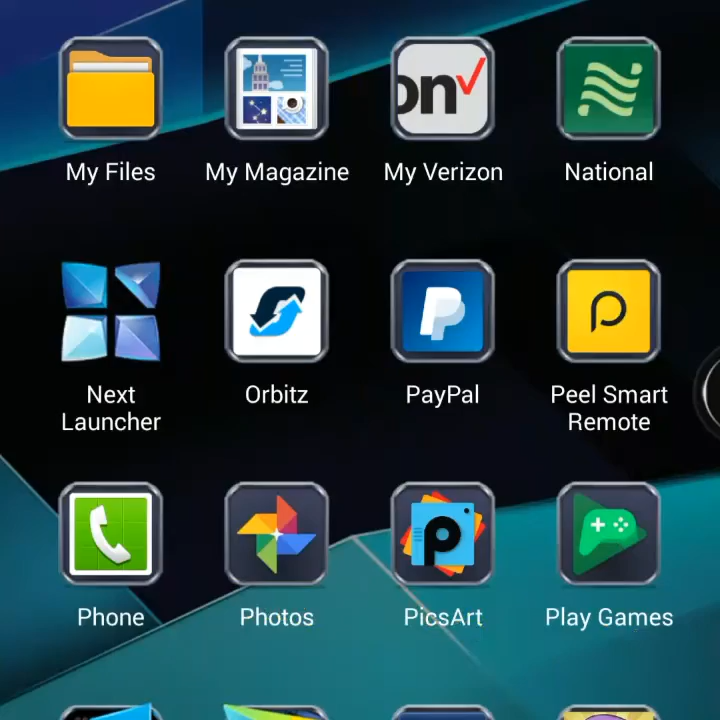 on
My Files
My Magazine
My Verizon
National
Next
Launcher
Orbitz
PayPal
Peel Smart
Remote
Phone
Photos
PicsArt
Play Games